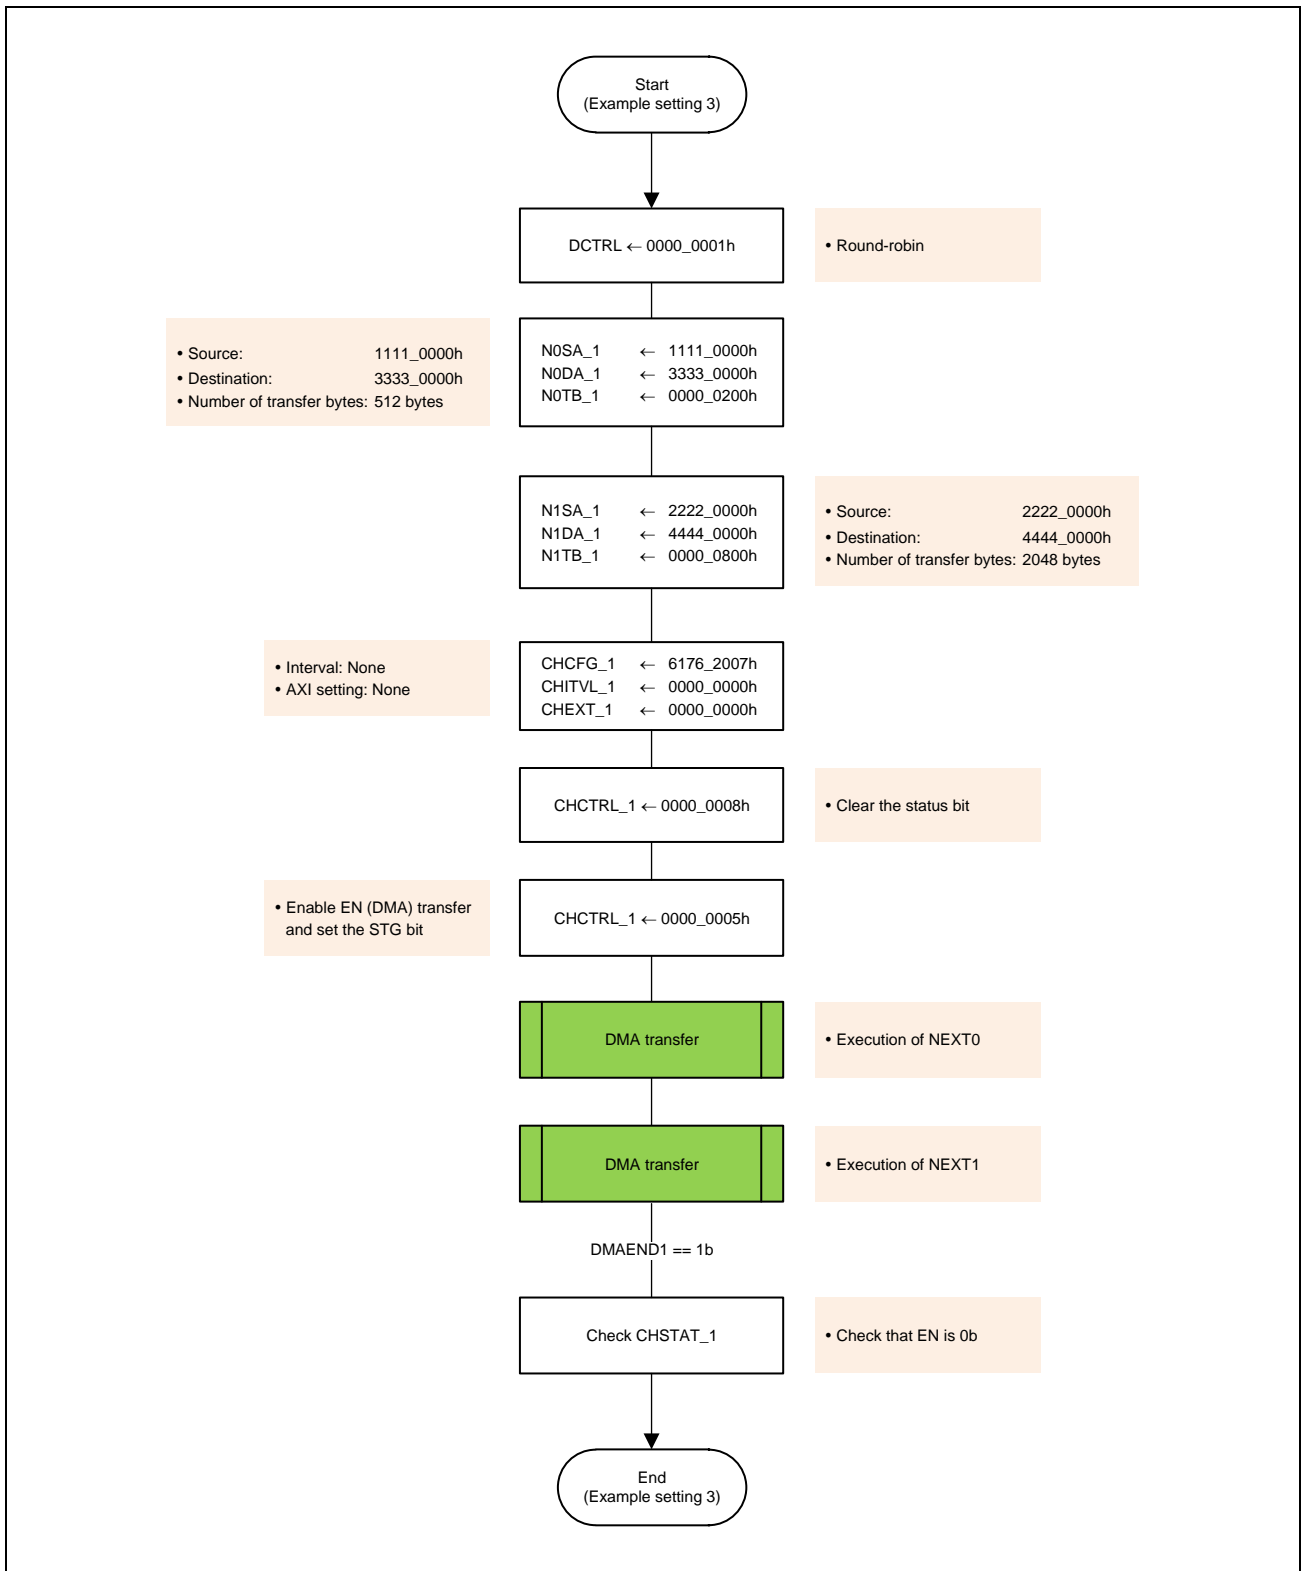 Start
(Example setting 3)
DCTRL ← 0000_0001h
• Round-robin
• Source: 1111_0000h
• Destination: 3333_0000h
• Number of transfer bytes: 512 bytes
N0SA_1 ← 1111_0000h
N0DA_1 ← 3333_0000h
N0TB_1 ← 0000_0200h
N1SA_1 ← 2222_0000h
N1DA_1 ← 4444_0000h
N1TB_1 ← 0000_0800h
• Source: 2222_0000h
• Destination: 4444_0000h
• Number of transfer bytes: 2048 bytes
• Interval: None
• AXI setting: None
CHCFG_1 ← 6176_2007h
CHITVL_1 ← 0000_0000h
CHEXT_1 ← 0000_0000h
CHCTRL_1 ← 0000_0008h
• Clear the status bit
• Enable EN (DMA) transfer
and set the STG bit
CHCTRL_1 ← 0000_0005h
DMA transfer
• Execution of NEXT0
DMA transfer
• Execution of NEXT1
DMAEND1 == 1b
Check CHSTAT_1
• Check that EN is 0b
End
(Example setting 3)